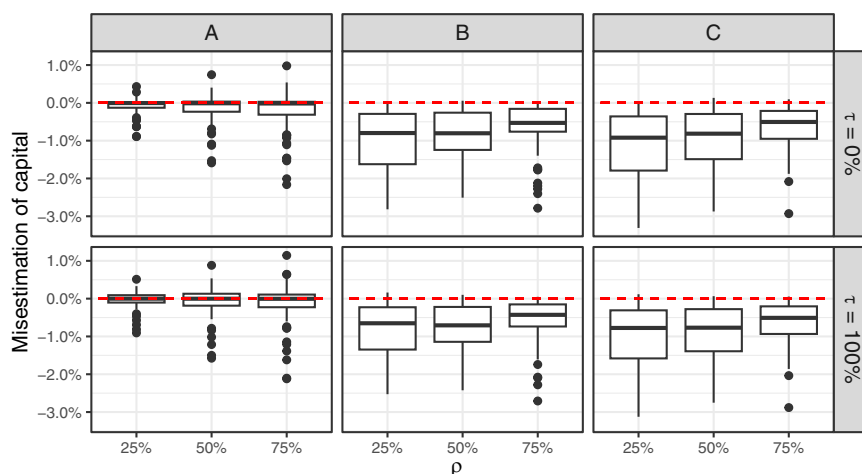 A B C
Misestimation of capital
1.0%
0.0%
−1.0%
−2.0%
−3.0%
τ = 0%
1.0%
0.0%
−1.0%
−2.0%
−3.0%
τ = 100%
25% 50% 75% 25% 50% 75% 25% 50% 75%
ρ